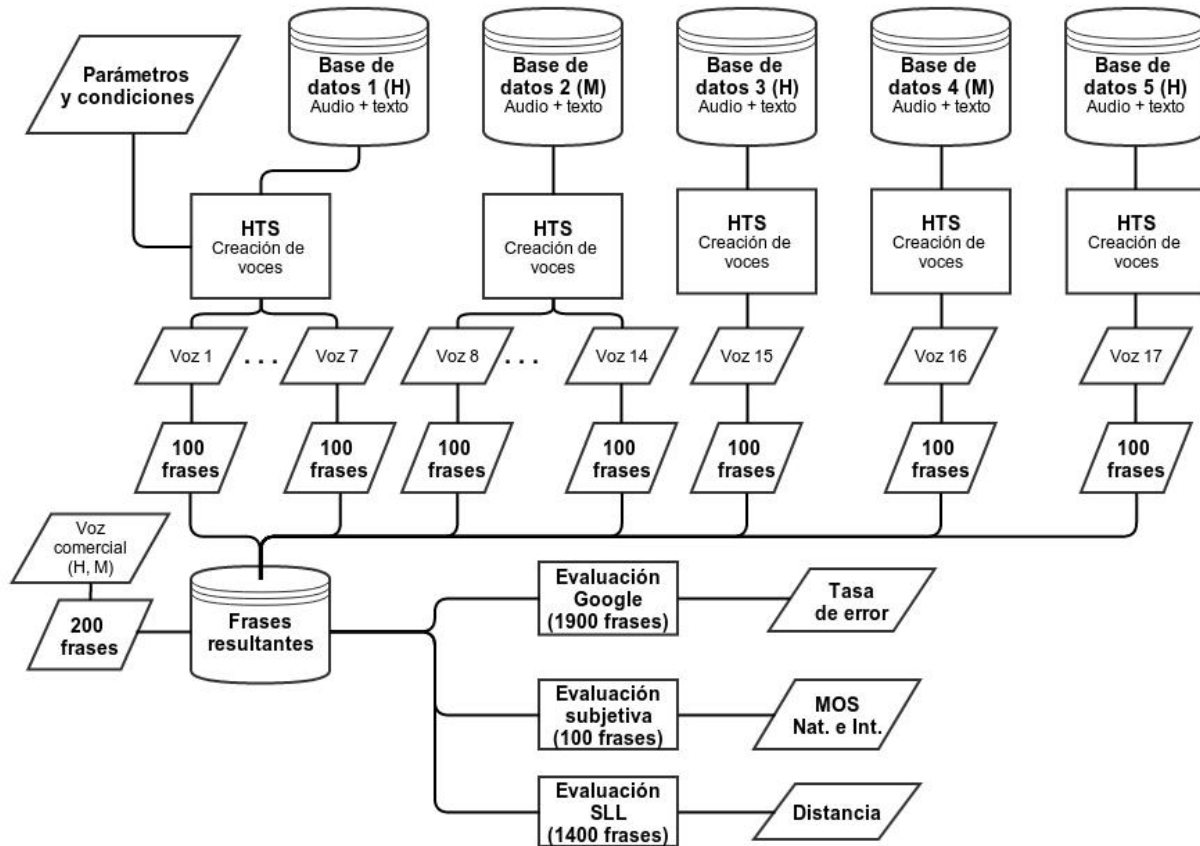 Parámetros
y condiciones
Base de
datos 1 (H)
Audio + texto
Base de
datos 2 (M)
Audio + texto
Base de
datos 3 (H)
Audio + texto
Base de
datos 4 (M)
Audio + texto
Base de
datos 5 (H)
Audio + texto
HTS
Creación de
voces
HTS
Creación de
voces
HTS
Creación de
voces
HTS
Creación de
voces
HTS
Creación de
voces
Voz 1
. . .
Voz 7
Voz 8
. . .
Voz 14
Voz 15
Voz 16
Voz 17
100
frases
100
frases
100
frases
100
frases
100
frases
100
frases
100
frases
Voz
comercial
(H, M)
200
frases
Frases
resultantes
Evaluación
Google
(1900 frases)
Tasa
de error
Evaluación
subjetiva
(100 frases)
MOS
Nat. e Int.
Evaluación
SLL
(1400 frases)
Distancia